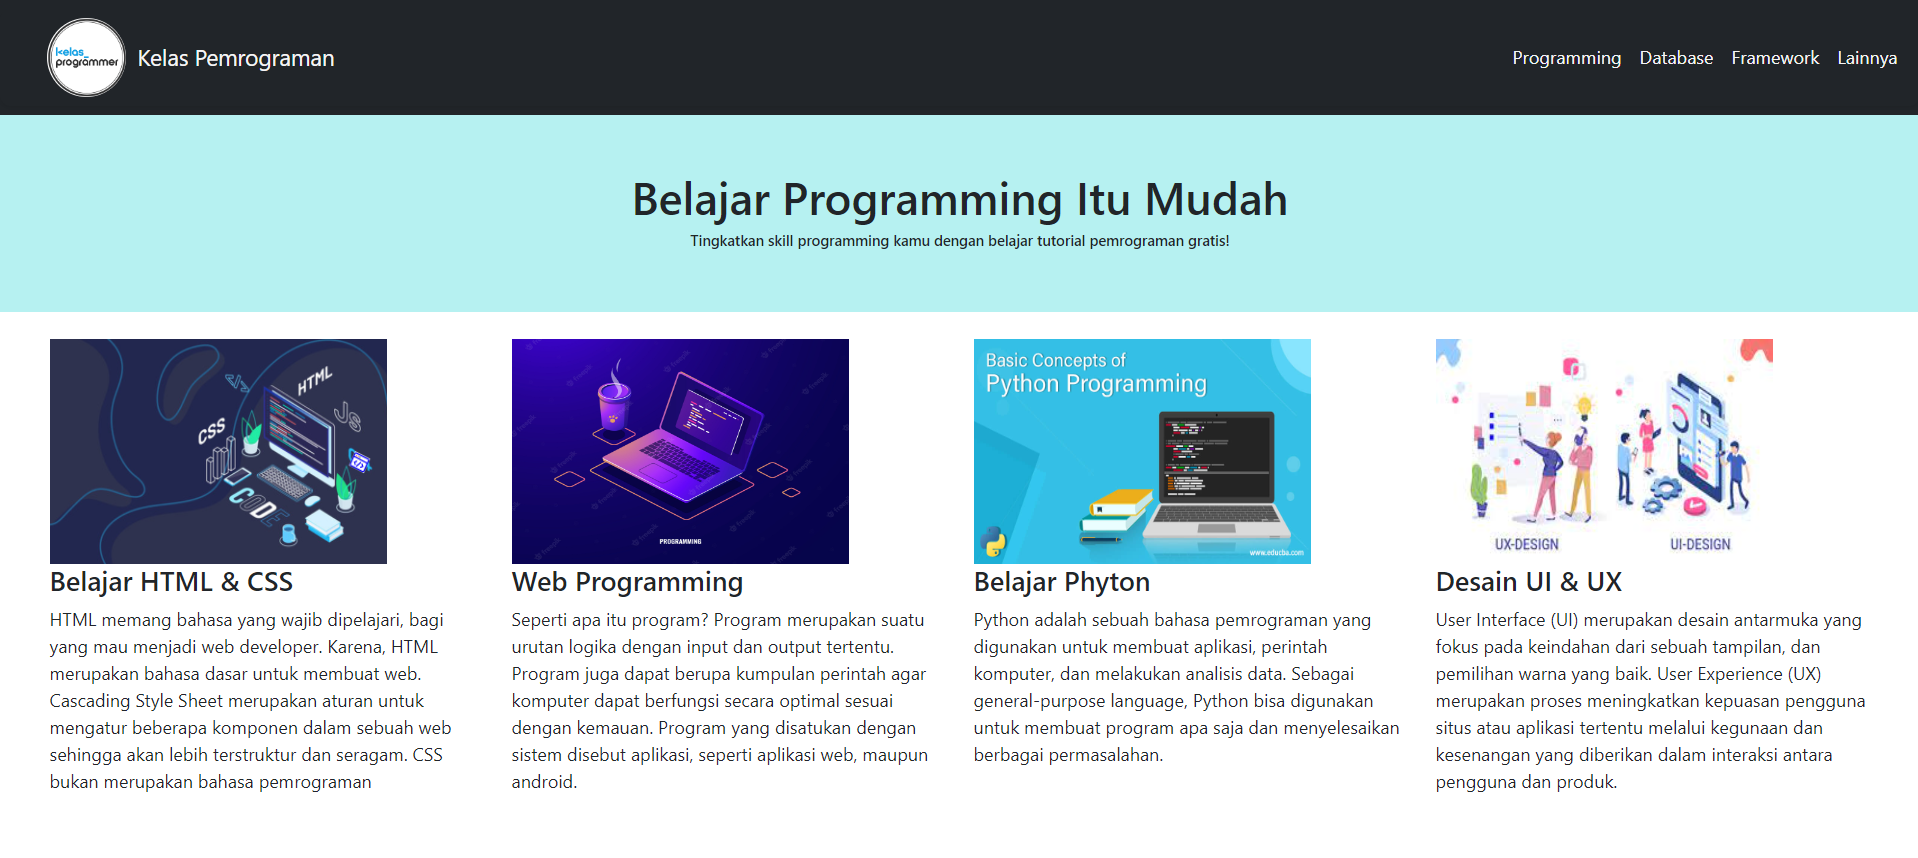 kelas_
programmer
Kelas Pemrograman
Programming Database Framework Lainnya
Belajar Programming Itu Mudah
Tingkatkan skill programming kamu dengan belajar tutorial pemrograman gratis!
HTML
JS
CSS
</>
CODE
Belajar HTML & CSS
HTML memang bahasa yang wajib dipelajari, bagi
yang mau menjadi web developer. Karena, HTML
merupakan bahasa dasar untuk membuat web.
Cascading Style Sheet merupakan aturan untuk
mengatur beberapa komponen dalam sebuah web
sehingga akan lebih terstruktur dan seragam. CSS
bukan merupakan bahasa pemrograman
PROGRAMMING
Web Programming
Seperti apa itu program? Program merupakan suatu
urutan logika dengan input dan output tertentu.
Program juga dapat berupa kumpulan perintah agar
komputer dapat berfungsi secara optimal sesuai
dengan kemauan. Program yang disatukan dengan
sistem disebut aplikasi, seperti aplikasi web, maupun
android.
Basic Concepts of
Python Programming
www.educba.com
Belajar Phyton
Python adalah sebuah bahasa pemrograman yang
digunakan untuk membuat aplikasi, perintah
komputer, dan melakukan analisis data. Sebagai
general-purpose language, Python bisa digunakan
untuk membuat program apa saja dan menyelesaikan
berbagai permasalahan.
UX-DESIGN UI-DESIGN
Desain UI & UX
User Interface (UI) merupakan desain antarmuka yang
fokus pada keindahan dari sebuah tampilan, dan
pemilihan warna yang baik. User Experience (UX)
merupakan proses meningkatkan kepuasan pengguna
situs atau aplikasi tertentu melalui kegunaan dan
kesenangan yang diberikan dalam interaksi antara
pengguna dan produk.